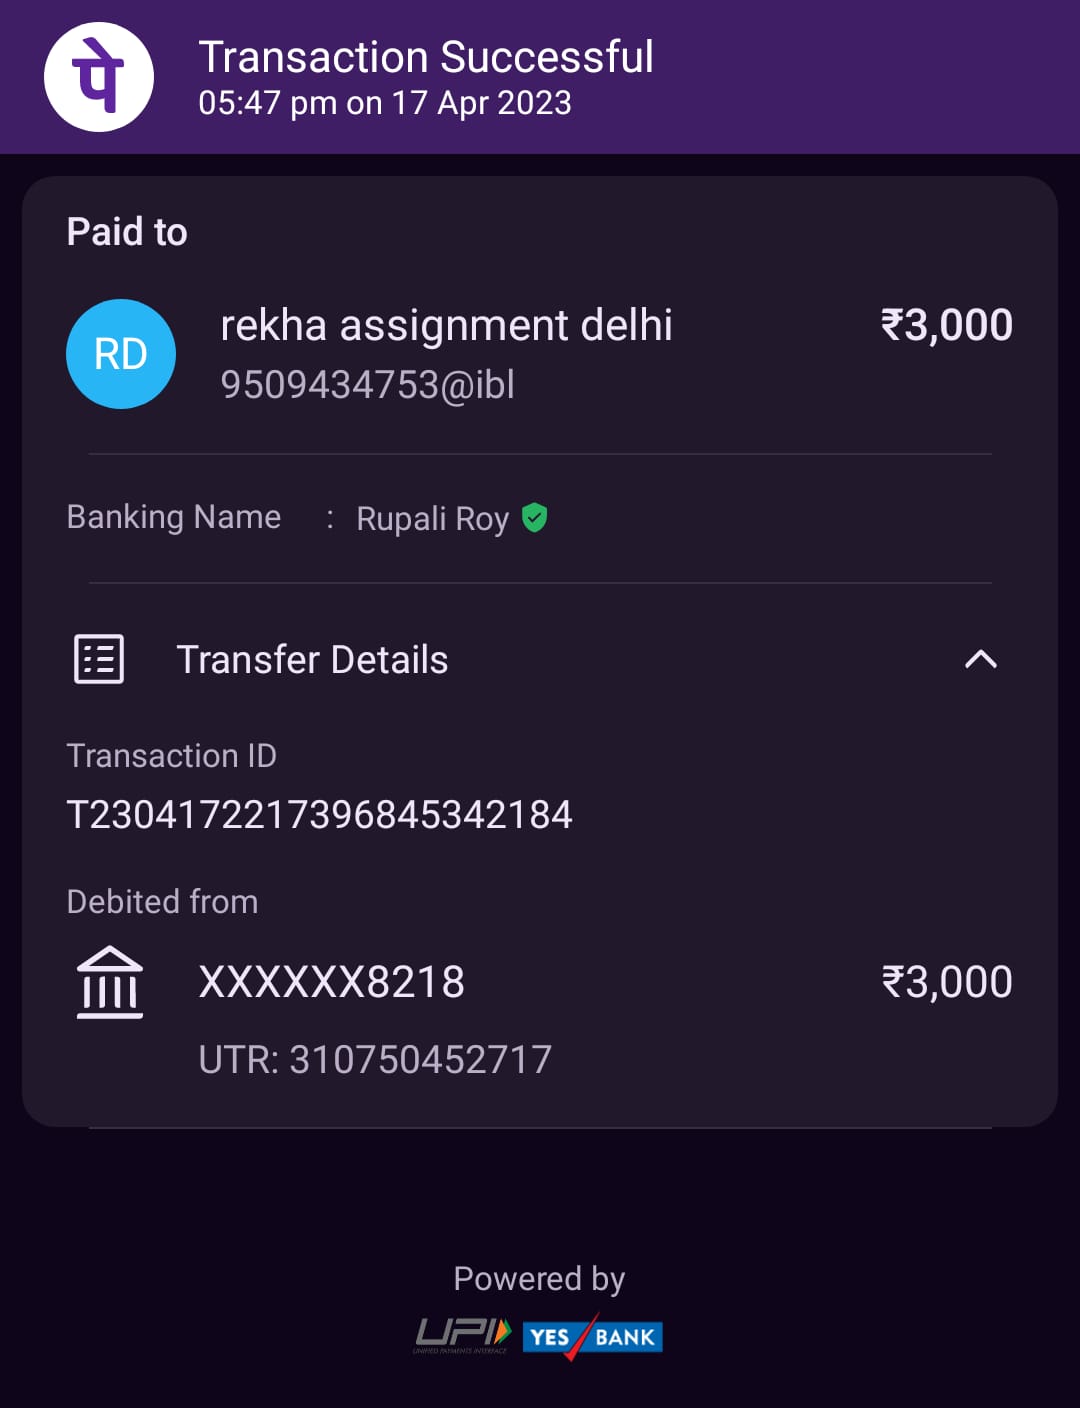 पे
Transaction Successful
05:47 pm on 17 Apr 2023
Paid to
RD
rekha assignment delhi
₹3,000
9509434753@ibl
Banking Name : Rupali Roy
Transfer Details
Transaction ID
T2304172217396845342184
Debited from
XXXXXX8218
₹3,000
UTR: 310750452717
Powered by
UPI
UNIFIED PAYMENTS INTERFACE
YES BANK